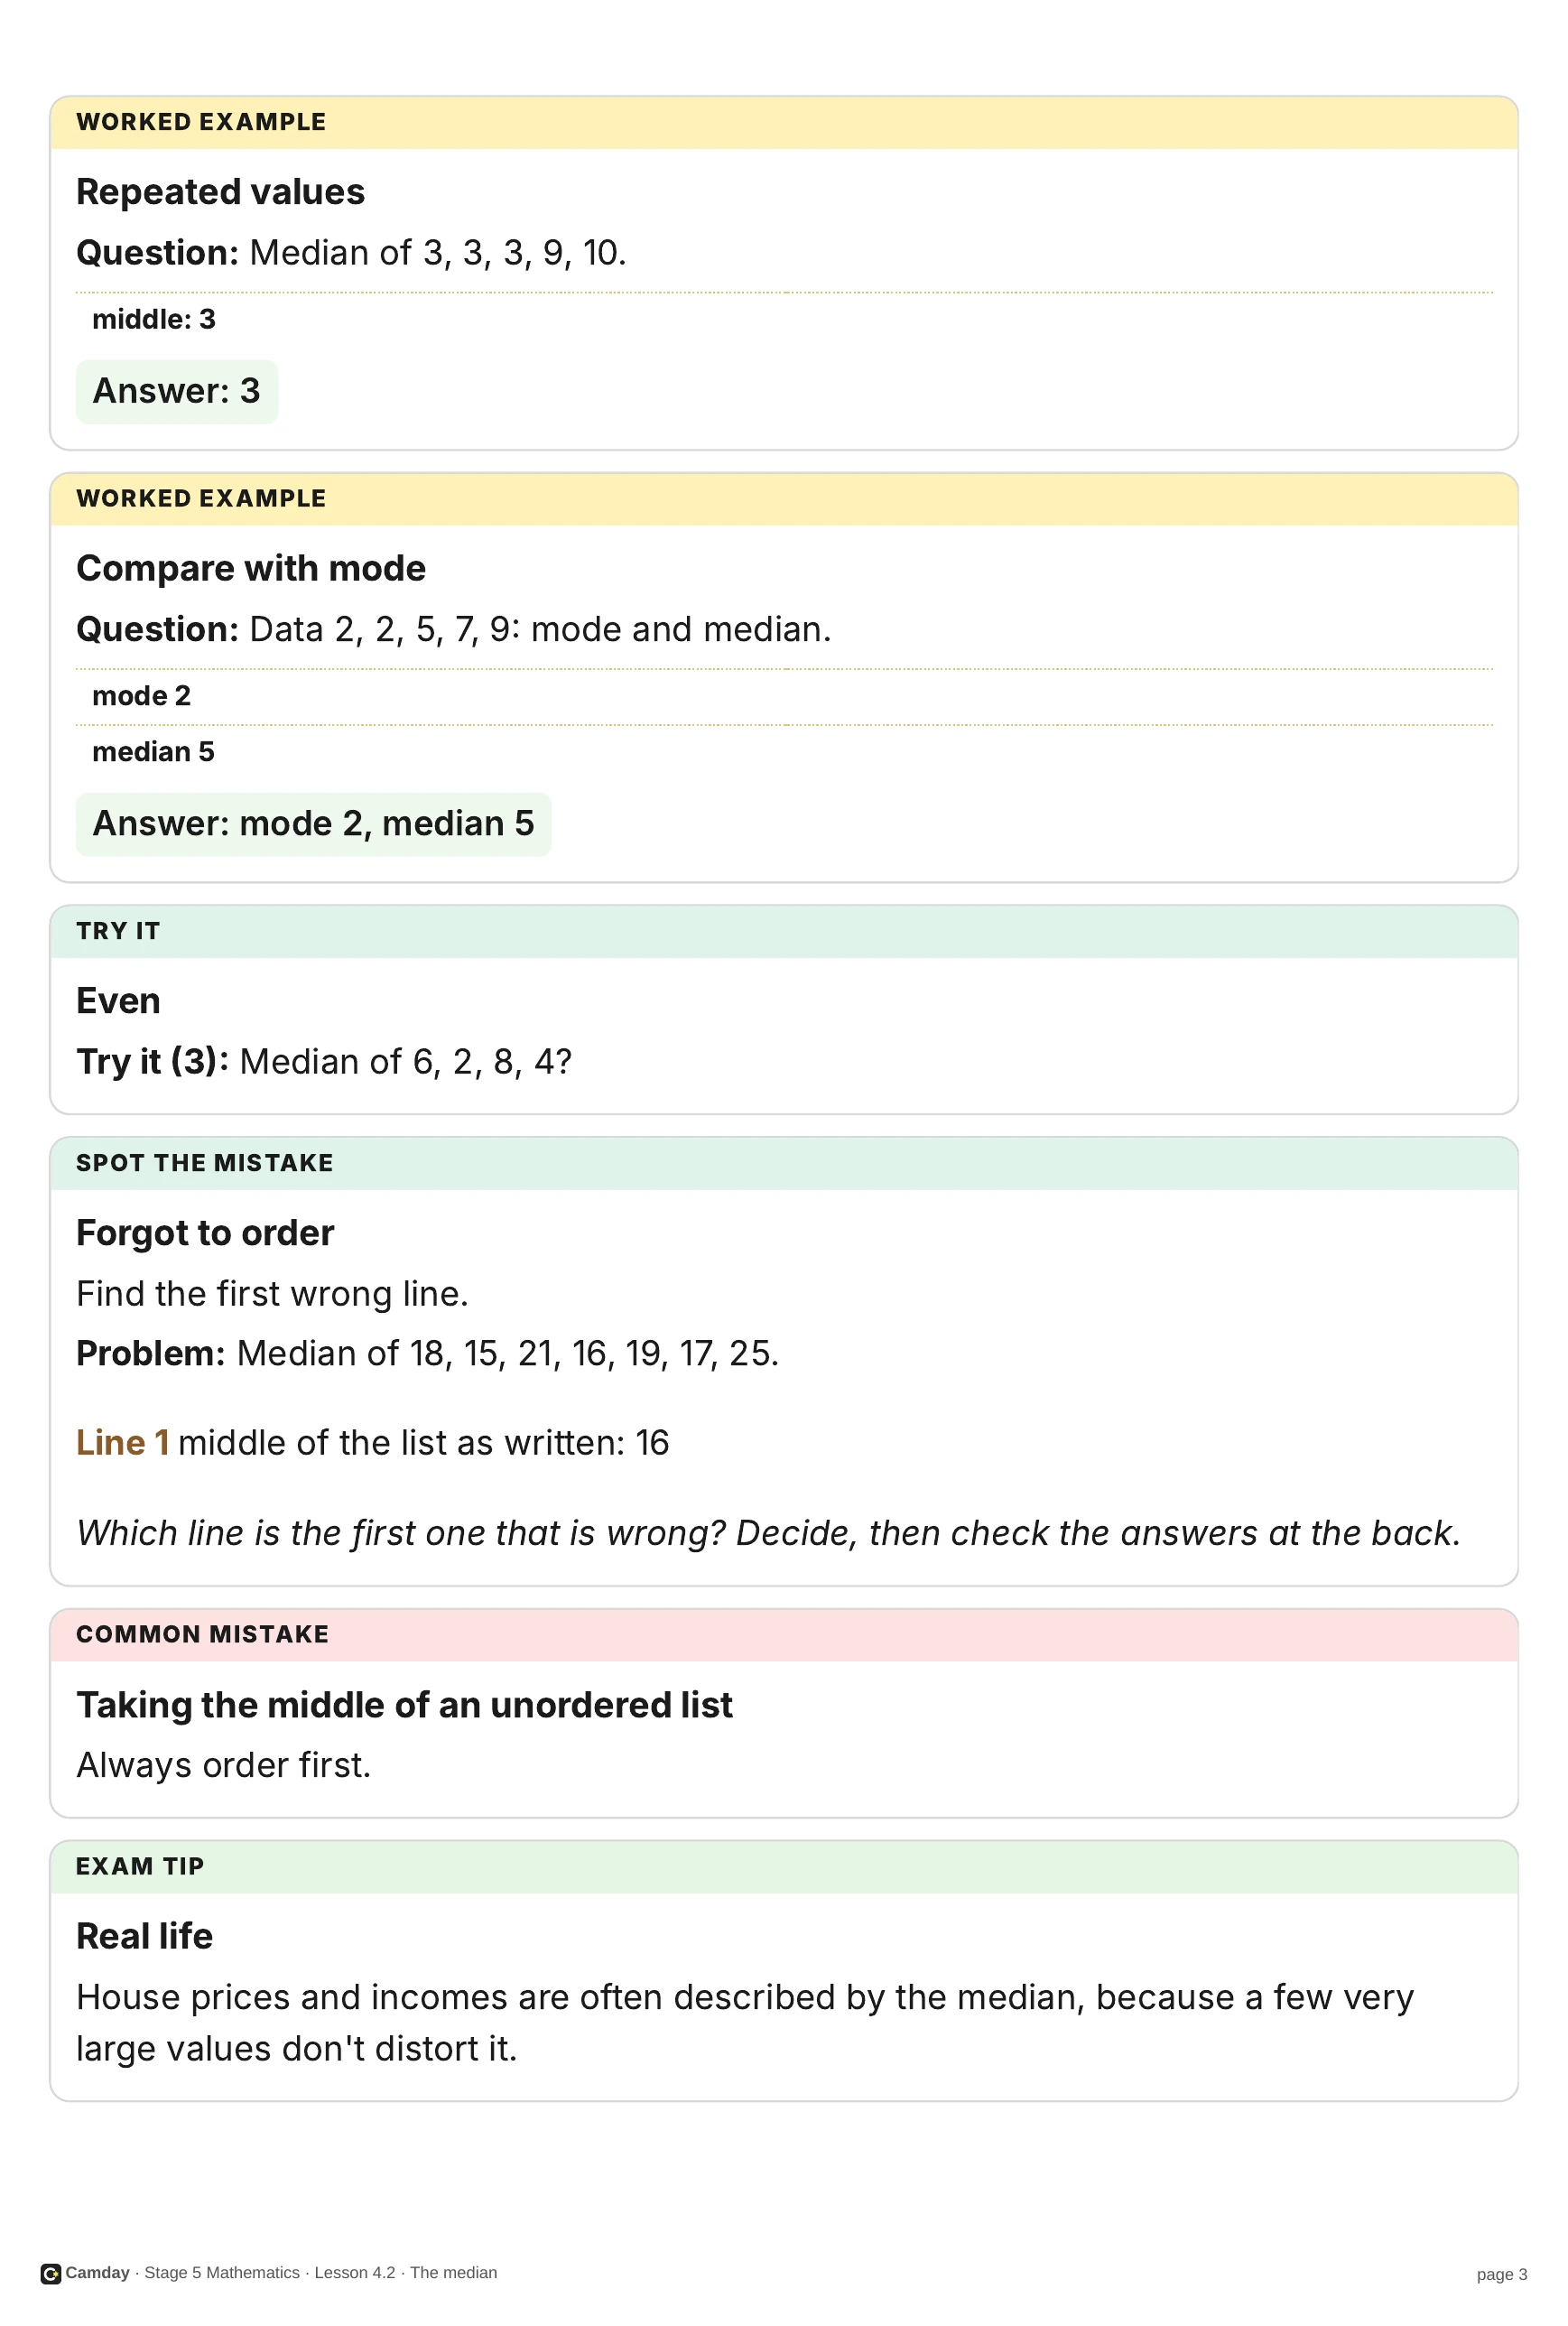 WORKED EXAMPLE
Repeated values
Question: Median of 3, 3, 3, 9, 10.
middle: 3
Answer: 3
WORKED EXAMPLE
Compare with mode
Question: Data 2, 2, 5, 7, 9: mode and median.
mode 2
median 5
Answer: mode 2, median 5
TRY IT
Even
Try it (3): Median of 6, 2, 8, 4?
SPOT THE MISTAKE
Forgot to order
Find the first wrong line.
Problem: Median of 18, 15, 21, 16, 19, 17, 25.
Line 1 middle of the list as written: 16
Which line is the first one that is wrong? Decide, then check the answers at the back.
COMMON MISTAKE
Taking the middle of an unordered list
Always order first.
EXAM TIP
Real life
House prices and incomes are often described by the median, because a few very
large values don't distort it.
Camday · Stage 5 Mathematics · Lesson 4.2 · The median
page 3